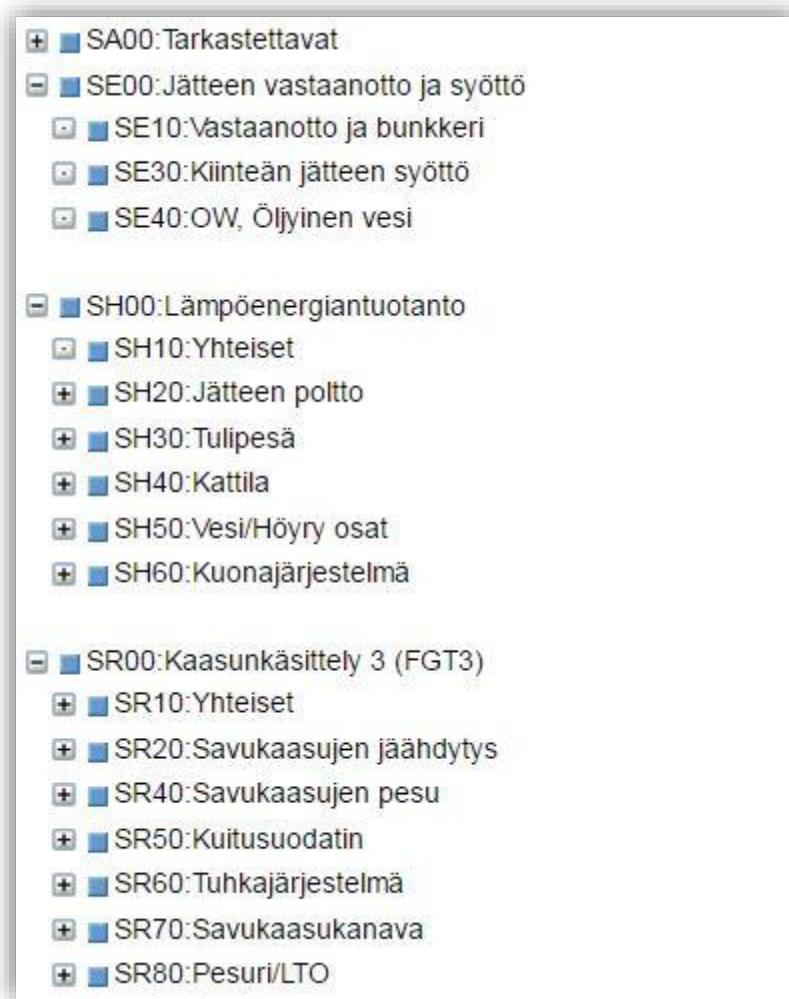 SA00:Tarkastettavat
SE00:Jätteen vastaanotto ja syöttö
SE10:Vastaanotto ja bunkkeri
SE30:Kiinteän jätteen syöttö
SE40:OW, Öljyinen vesi
SH00:Lämpöenergiantuotanto
SH10:Yhteiset
SH20:Jätteen poltto
SH30:Tulipesä
SH40:Kattila
SH50:Vesi/Höyry osat
SH60:Kuonajärjestelmä
SR00:Kaasunkäsittely 3 (FGT3)
SR10:Yhteiset
SR20:Savukaasujen jäähdytys
SR40:Savukaasujen pesu
SR50:Kuitusuodatin
SR60:Tuhkajärjestelmä
SR70:Savukaasukanava
SR80:Pesuri/LTO